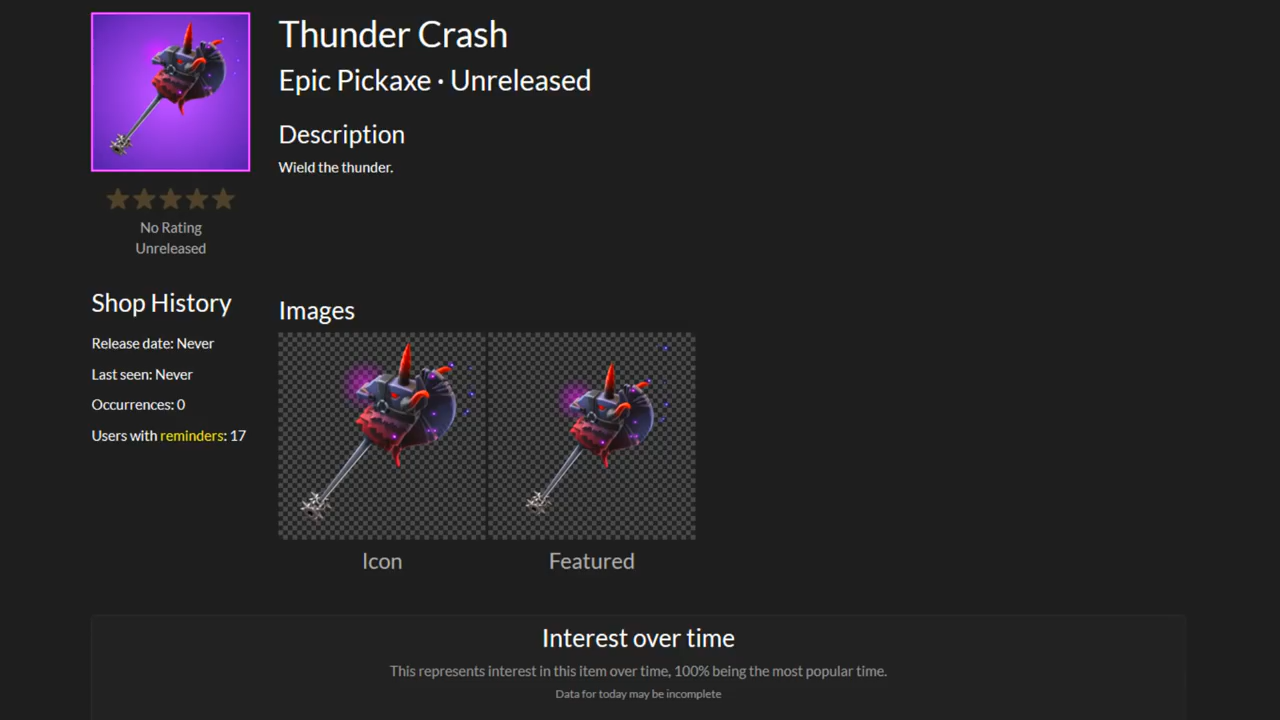 Thunder Crash
Epic Pickaxe · Unreleased
Description
Wield the thunder.
No Rating
Unreleased
Shop History
Release date: Never
Last seen: Never
Occurrences: 0
Users with reminders: 17
Images
Icon
Featured
Interest over time
This represents interest in this item over time, 100% being the most popular time.
Data for today may be incomplete